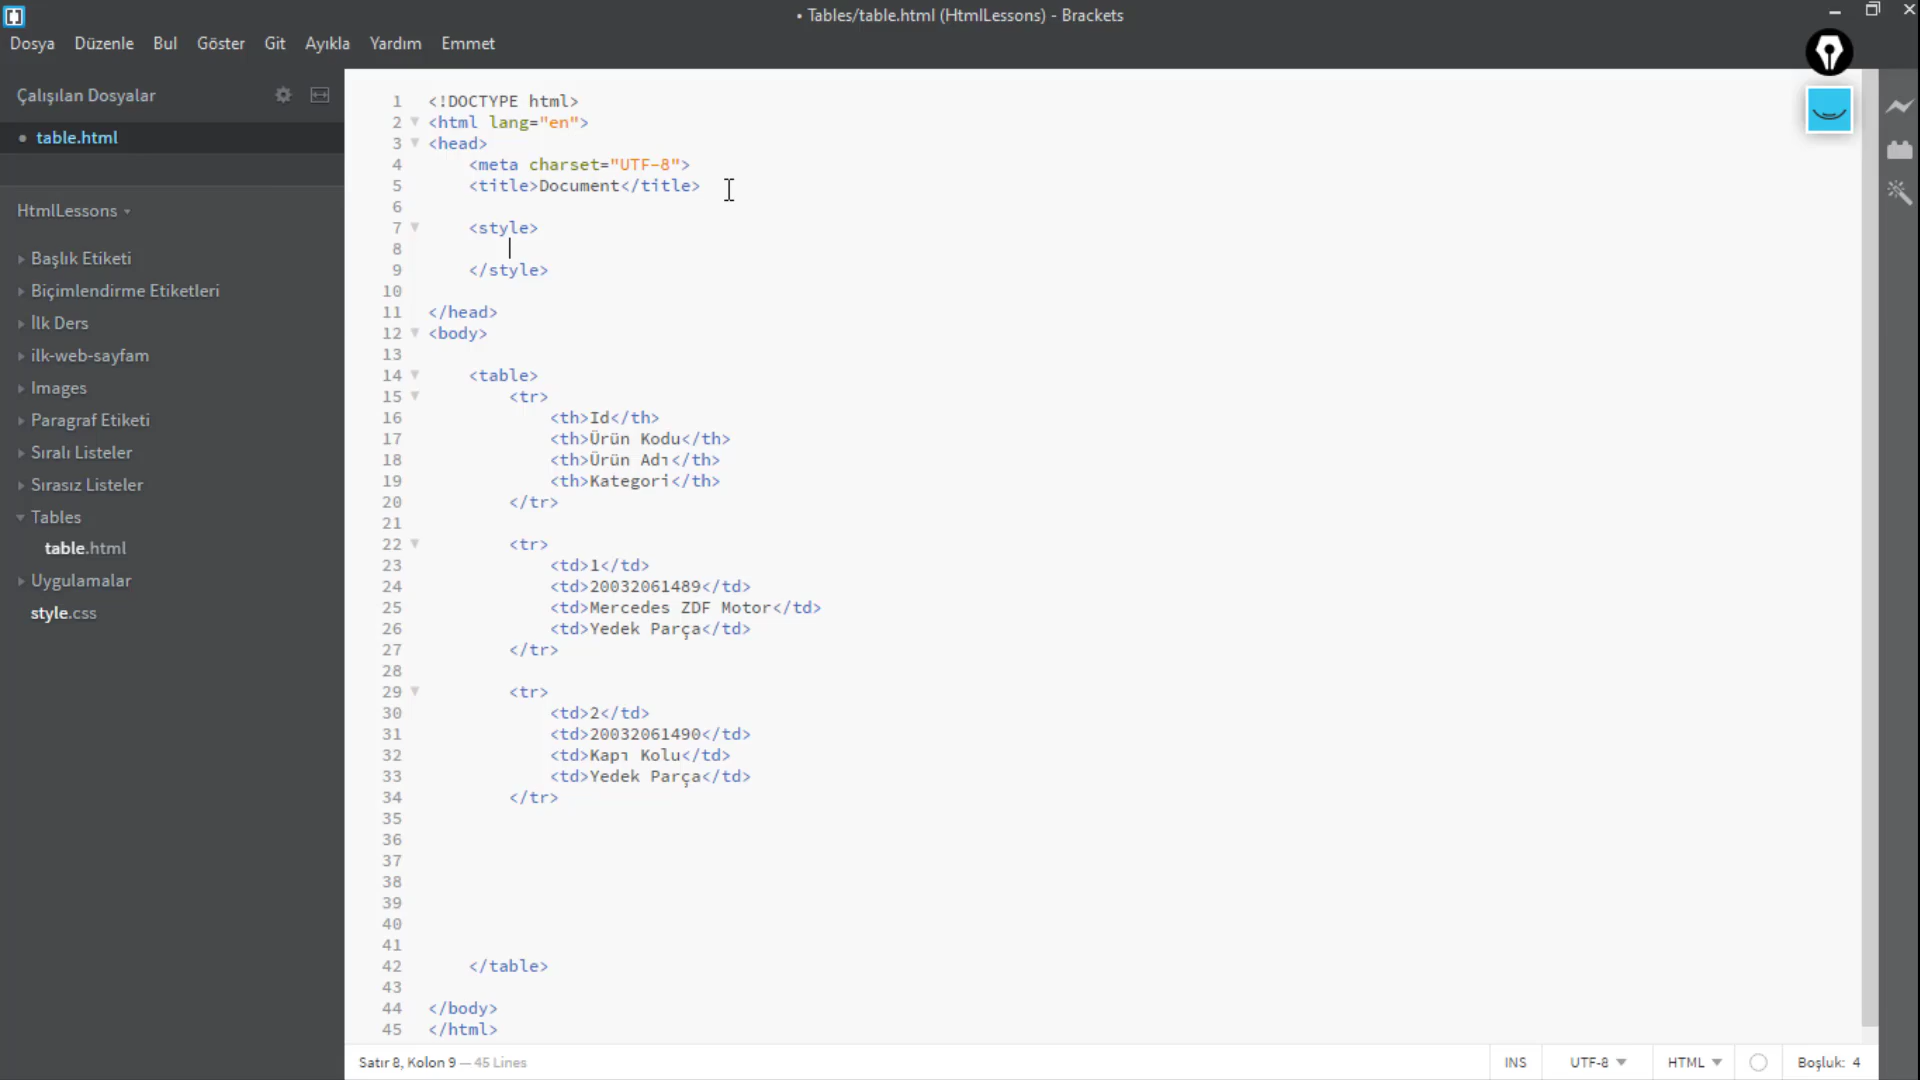 • Tables/table.html (HtmlLessons) - Brackets
Dosya Düzenle Bul Göster Git Ayıkla Yardım Emmet
Çalışılan Dosyalar
• table.html
HtmlLessons
Başlık Etiketi
Biçimlendirme Etiketleri
İlk Ders
ilk-web-sayfam
Images
Paragraf Etiketi
Sıralı Listeler
Sırasız Listeler
Tables
table.html
Uygulamalar
style.css
1 <!DOCTYPE html>
2 <html lang="en">
3 <head>
4 <meta charset="UTF-8">
5 <title>Document</title>
6
7 <style>
8
9 </style>
10
11 </head>
12 <body>
13
14 <table>
15 <tr>
16 <th>Id</th>
17 <th>Ürün Kodu</th>
18 <th>Ürün Adı</th>
19 <th>Kategori</th>
20 </tr>
21
22 <tr>
23 <td>1</td>
24 <td>20032061489</td>
25 <td>Mercedes ZDF Motor</td>
26 <td>Yedek Parça</td>
27 </tr>
28
29 <tr>
30 <td>2</td>
31 <td>20032061490</td>
32 <td>Kapı Kolu</td>
33 <td>Yedek Parça</td>
34 </tr>
35
36
37
38
39
40
41
42 </table>
43
44 </body>
45 </html>
Satır 8, Kolon 9 — 45 Lines
INS UTF-8 HTML Boşluk: 4